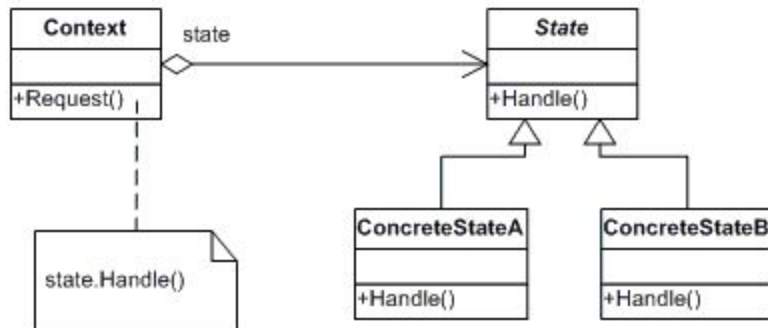 Context
state
State
+Request()
+Handle()
ConcreteStateA
ConcreteStateB
state.Handle()
+Handle()
+Handle()